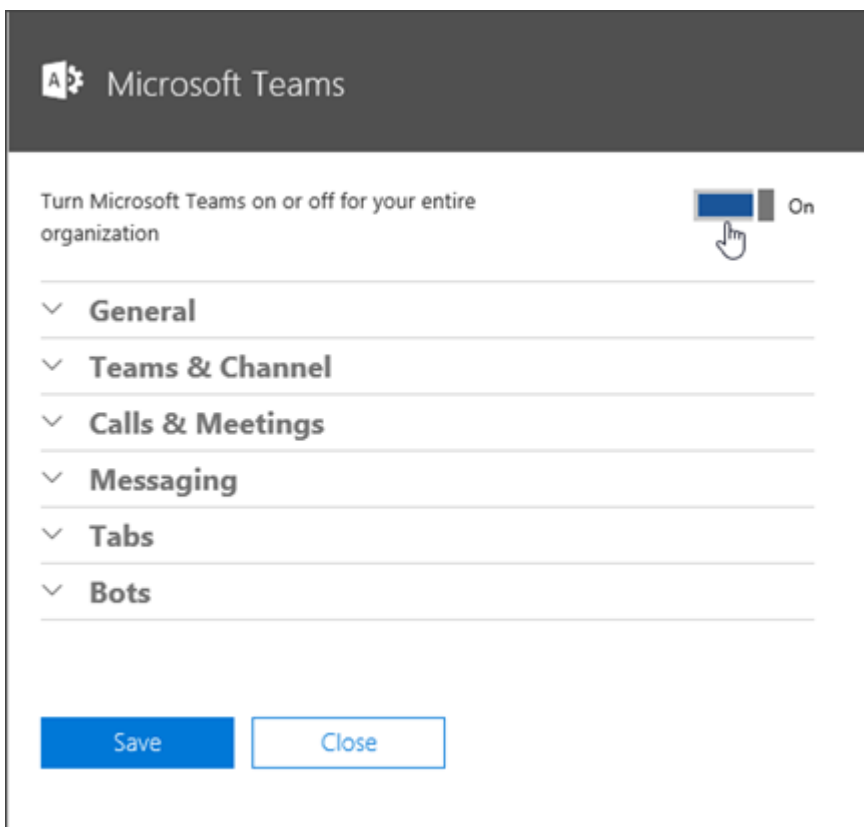 Microsoft Teams
Turn Microsoft Teams on or off for your entire
organization
On
General
Teams & Channel
Calls & Meetings
Messaging
Tabs
Bots
Save
Close